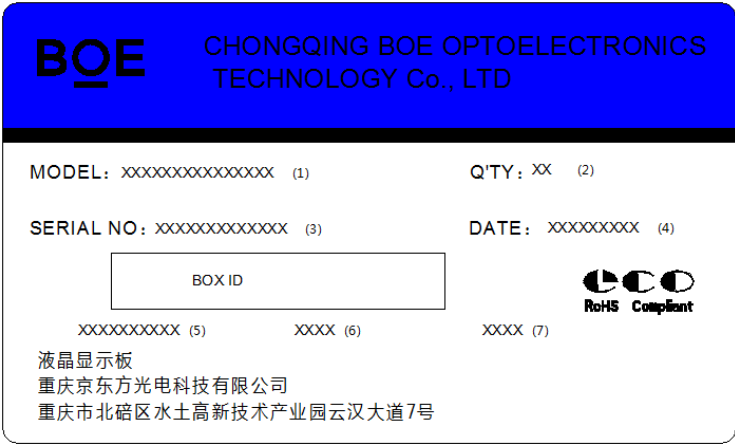 BOE
CHONGQING BOE OPTOELECTRONICS
TECHNOLOGY Co., LTD
MODEL: XXXXXXXXXXXXXXX (1)
Q'TY: XX (2)
SERIAL NO: XXXXXXXXXXXXX (3)
DATE: XXXXXXXXX (4)
BOX ID
eco
RoHS Compliant
XXXXXXXXXX (5) XXXX (6) XXXX (7)
液晶显示板
重庆京东方光电科技有限公司
重庆市北碚区水土高新技术产业园云汉大道7号